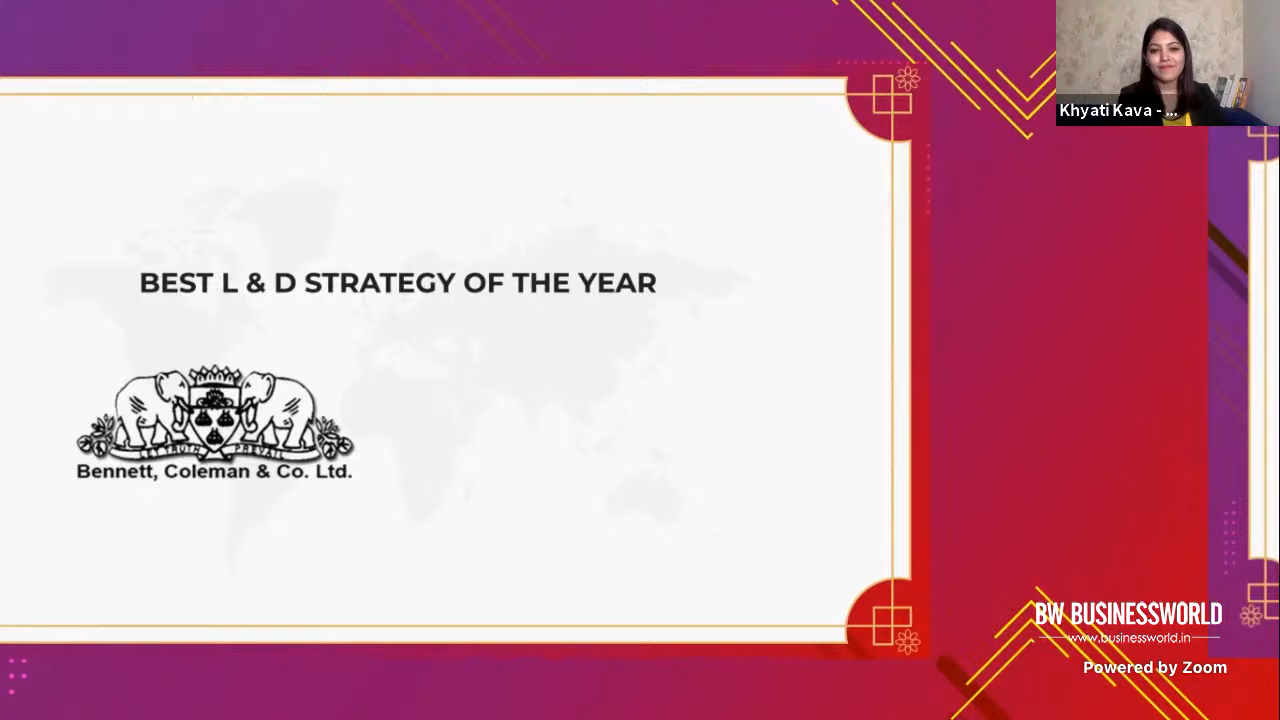 Khyati Kava - ...
BEST L & D STRATEGY OF THE YEAR
LET TRUTH PREVAIL
Bennett, Coleman & Co. Ltd.
BW BUSINESSWORLD
www.businessworld.in
Powered by Zoom